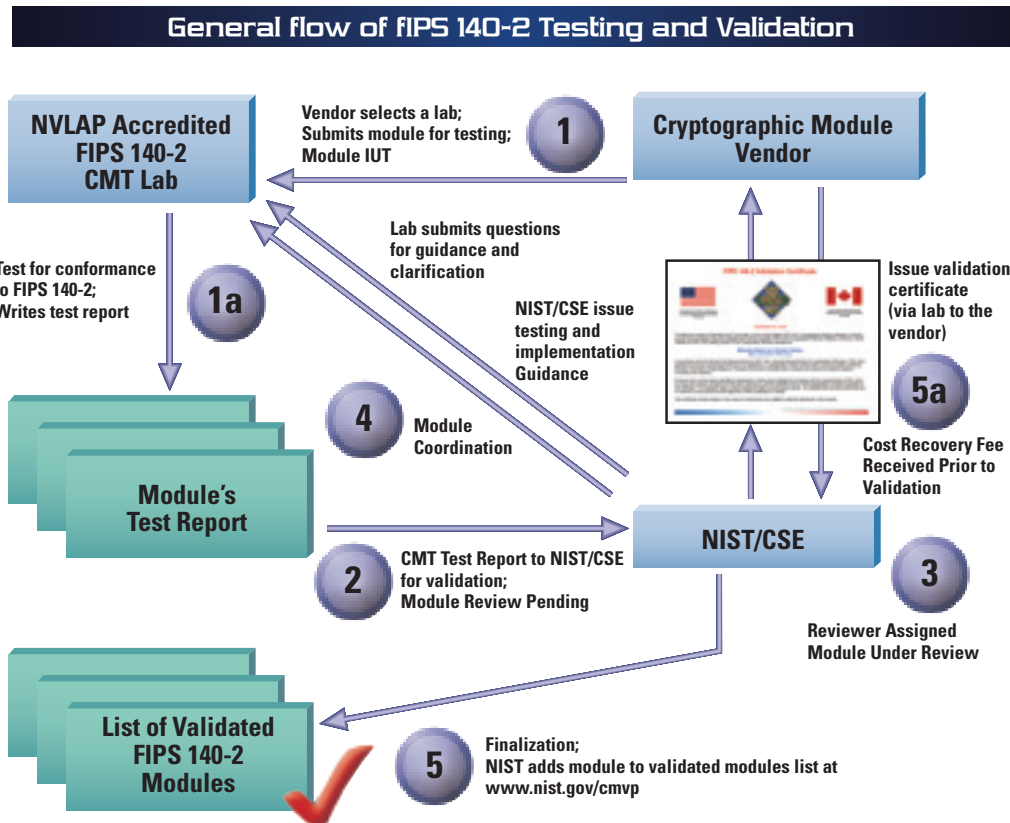 General flow of fIPS 140-2 Testing and Validation
NVLAP Accredited
FIPS 140-2
CMT Lab
Vendor selects a lab;
Submits module for testing;
Module IUT
1
Cryptographic Module
Vendor
Lab submits questions
for guidance and
clarification
Test for conformance
to FIPS 140-2;
Writes test report
1a
NIST/CSE issue
testing and
implementation
Guidance
FIPS 140-2 Validation Certificate
Issue validation
certificate
(via lab to the
vendor)
5a
4
Module
Coordination
Cost Recovery Fee
Received Prior to
Validation
Module's
Test Report
NIST/CSE
2
CMT Test Report to NIST/CSE
for validation;
Module Review Pending
3
Reviewer Assigned
Module Under Review
List of Validated
FIPS 140-2
Modules
5
Finalization;
NIST adds module to validated modules list at
www.nist.gov/cmvp